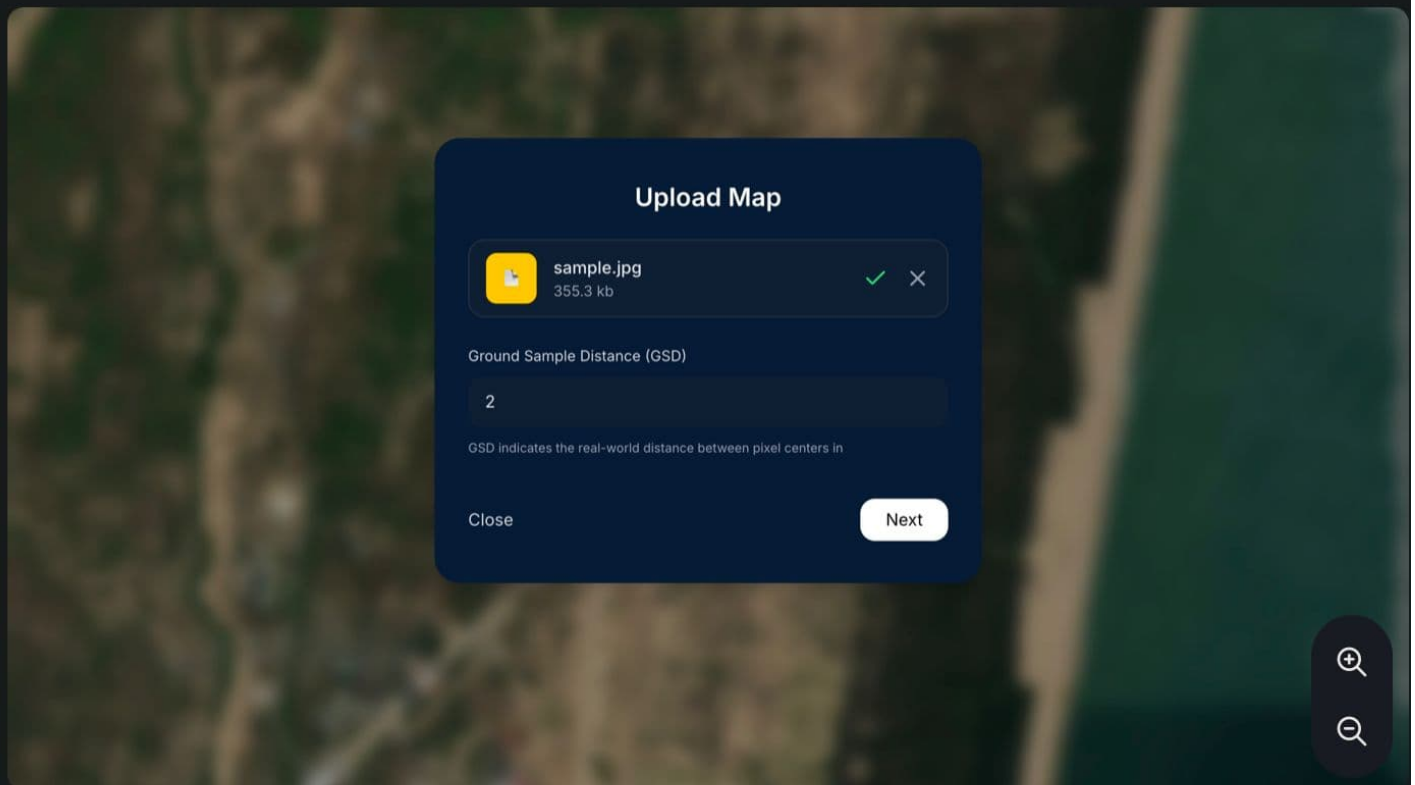 Upload Map
sample.jpg
355.3 kb
Ground Sample Distance (GSD)
2
GSD indicates the real-world distance between pixel centers in
Close
Next